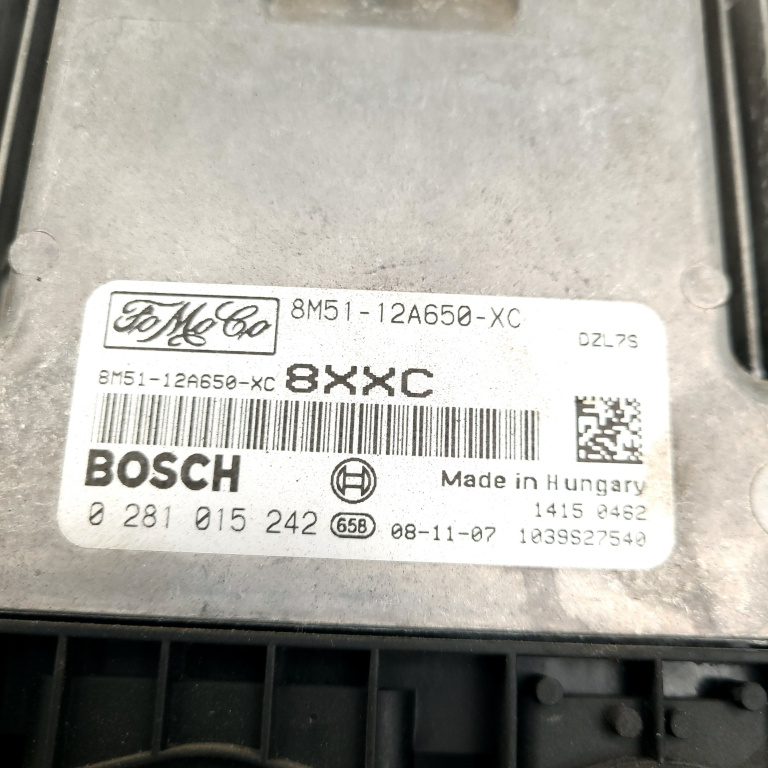 FoMoCo 8M51-12A650-XC
DZL7S
8M51-12A650-XC 8XXC
BOSCH Made in Hungary
1415 0462
0 281 015 242 65B 08-11-07 1039S27540